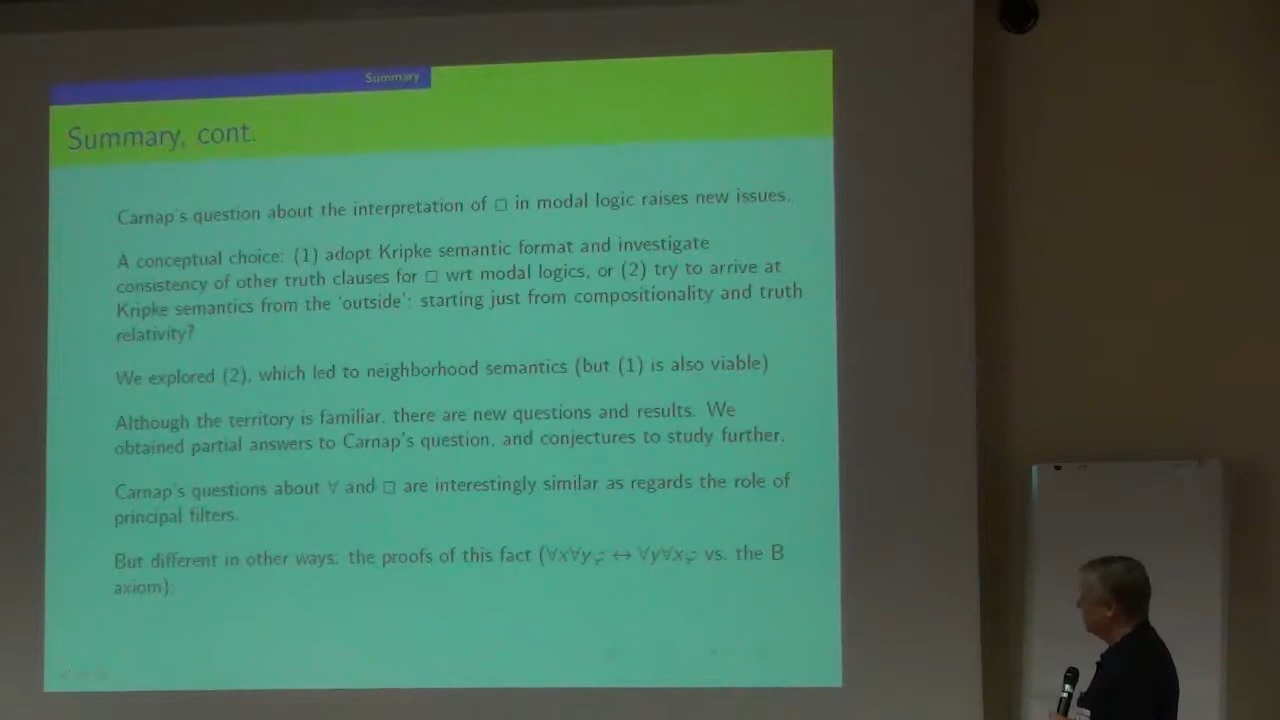 Summary
Summary, cont.
Carnap's question about the interpretation of □ in modal logic raises new issues.
A conceptual choice: (1) adopt Kripke semantic format and investigate
consistency of other truth clauses for □ wrt modal logics, or (2) try to arrive at
Kripke semantics from the 'outside': starting just from compositionality and truth
relativity?
We explored (2), which led to neighborhood semantics (but (1) is also viable)
Although the territory is familiar, there are new questions and results. We
obtained partial answers to Carnap's question, and conjectures to study further.
Carnap's questions about ∀ and □ are interestingly similar as regards the role of
principal filters.
But different in other ways: the proofs of this fact (∀x∀yφ ↔ ∀y∀xφ vs. the B
axiom);